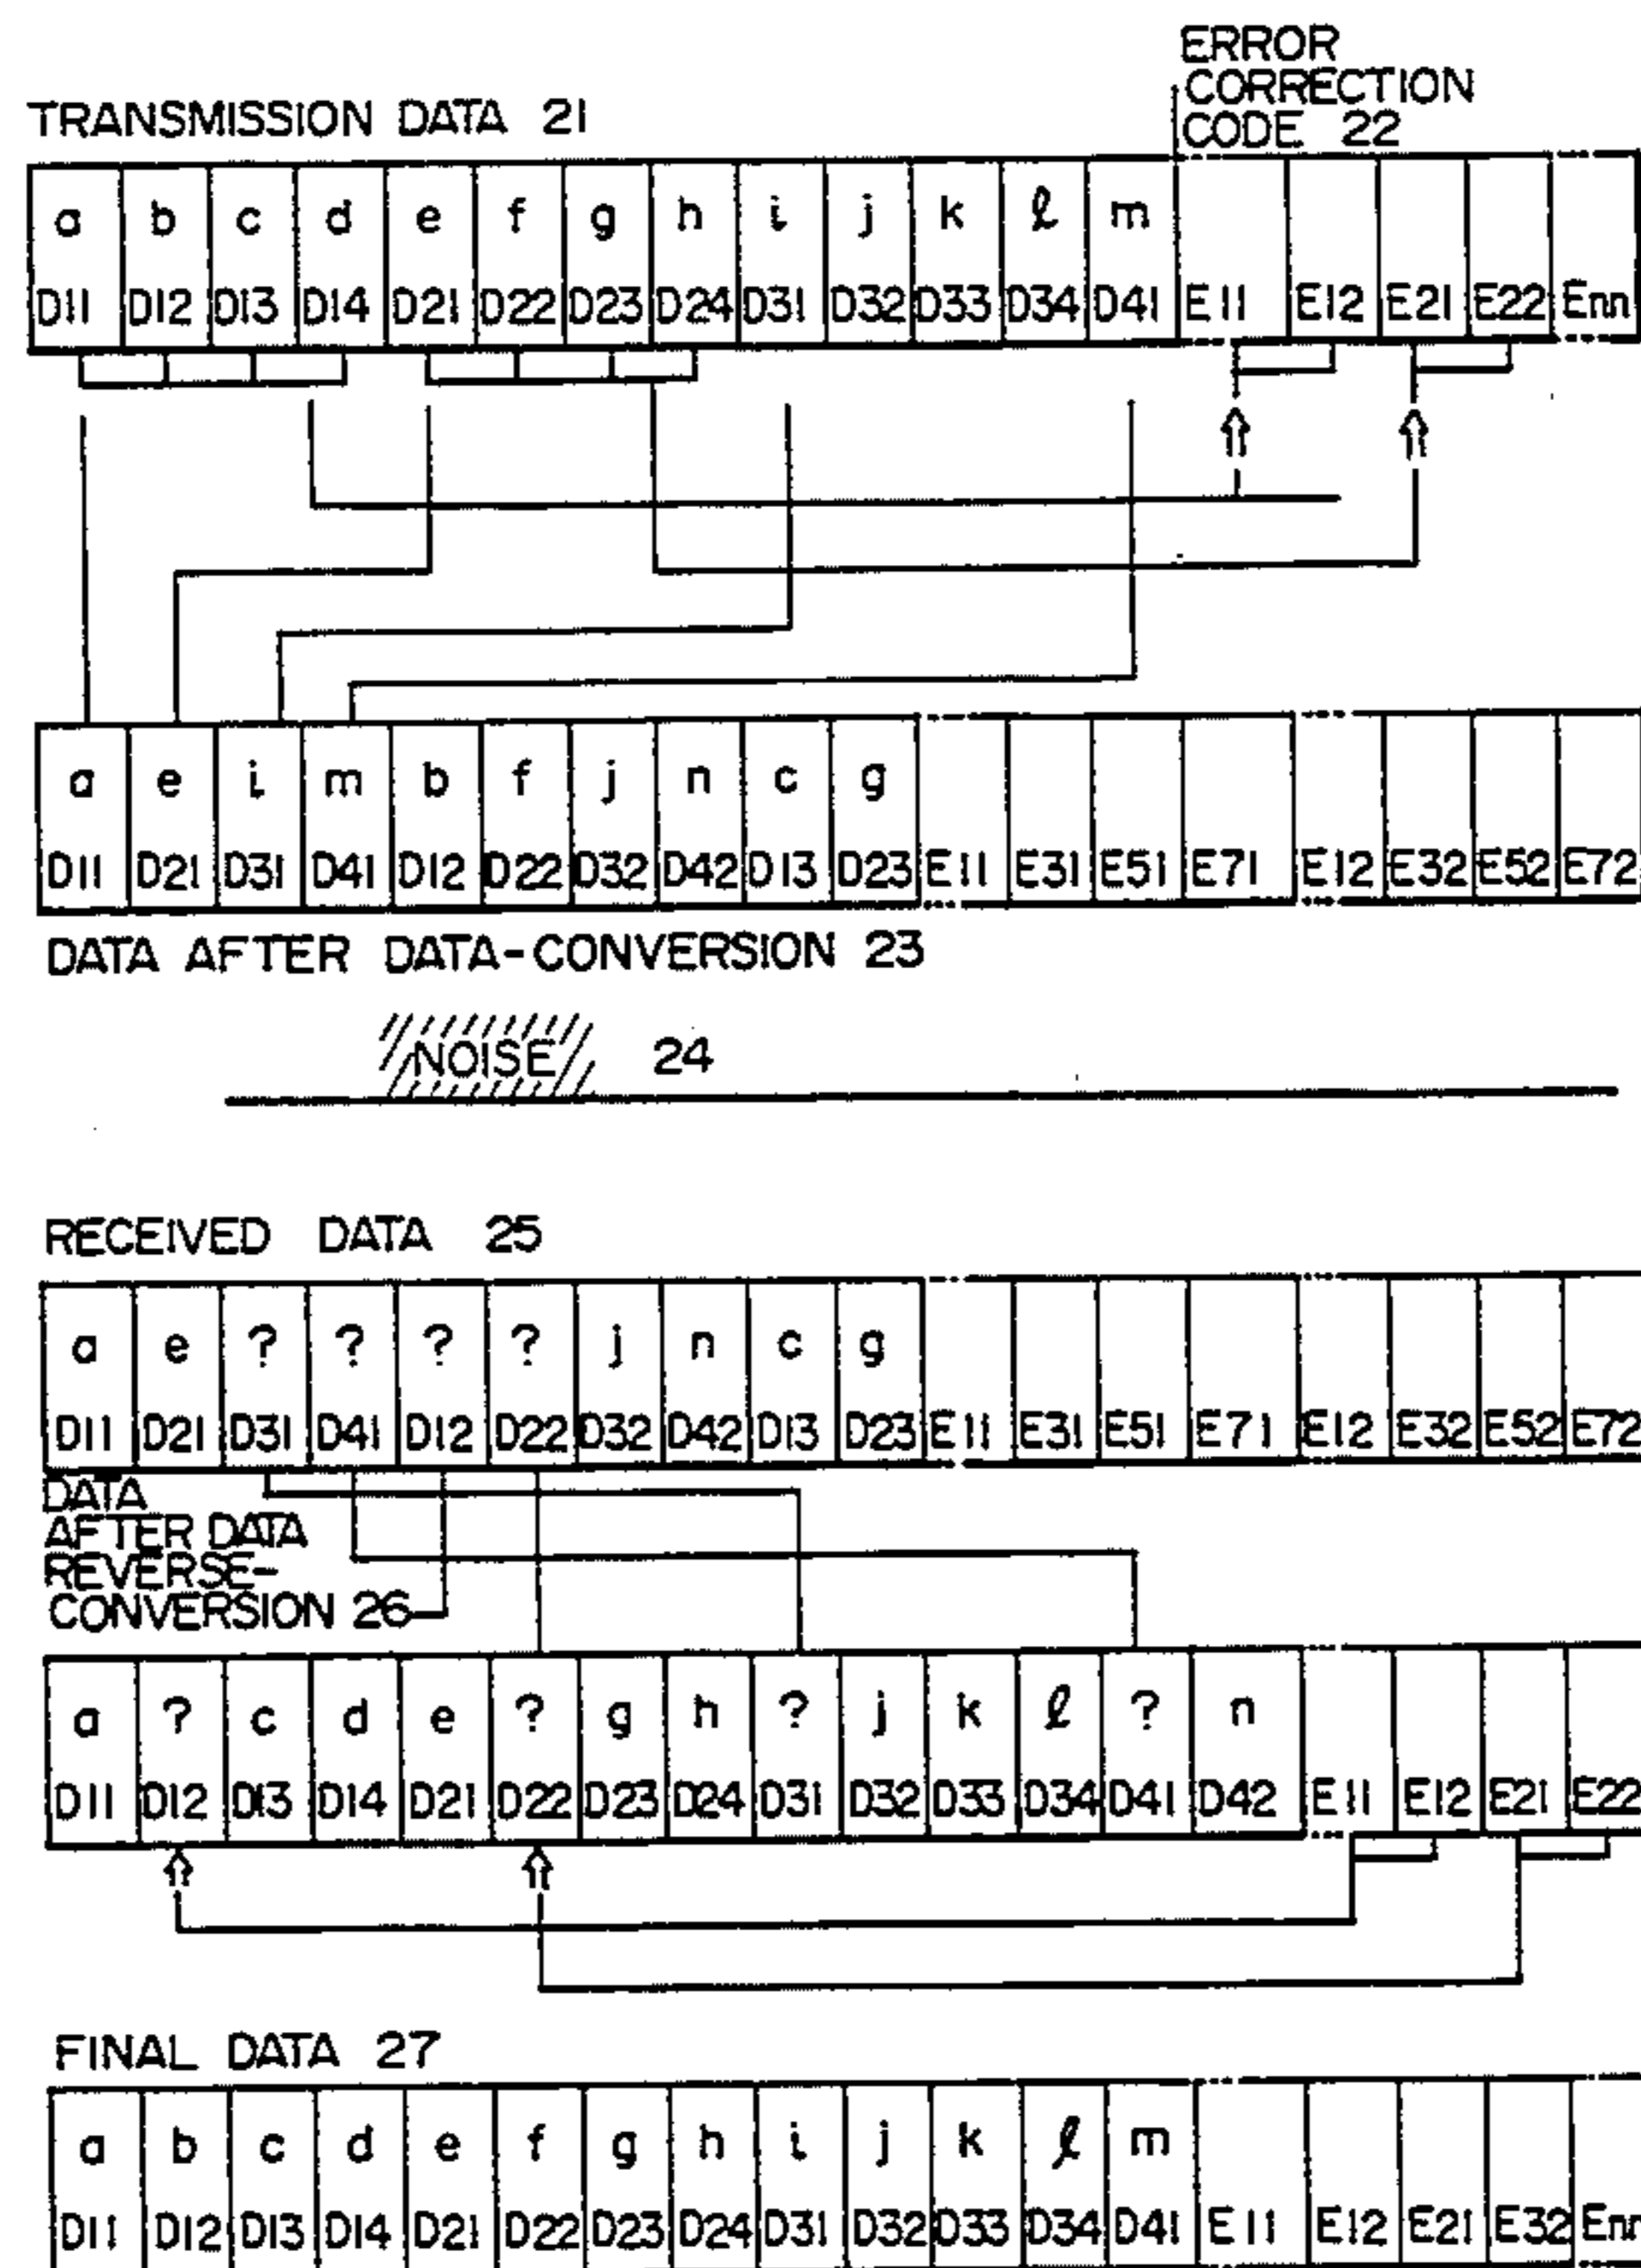 ERROR
CORRECTION
CODE 22
TRANSMISSION DATA 21
a b c d e f g h i j k ℓ m
D11 D12 D13 D14 D21 D22 D23 D24 D31 D32 D33 D34 D41 E11 E12 E21 E22 Enn
a e i m b f j n c g
D11 D21 D31 D41 D12 D22 D32 D42 D13 D23 E11 E31 E51 E71 E12 E32 E52 E72
DATA AFTER DATA-CONVERSION 23
NOISE 24
RECEIVED DATA 25
a e ? ? ? ? j n c g
D11 D21 D31 D41 D12 D22 D32 D42 D13 D23 E11 E31 E51 E71 E12 E32 E52 E72
DATA
AFTER DATA
REVERSE-
CONVERSION 26
a ? c d e ? g h ? j k ℓ ? n
D11 D12 D13 D14 D21 D22 D23 D24 D31 D32 D33 D34 D41 D42 E11 E12 E21 E22
FINAL DATA 27
a b c d e f g h i j k ℓ m
D11 D12 D13 D14 D21 D22 D23 D24 D31 D32 D33 D34 D41 E11 E12 E21 E32 Enn